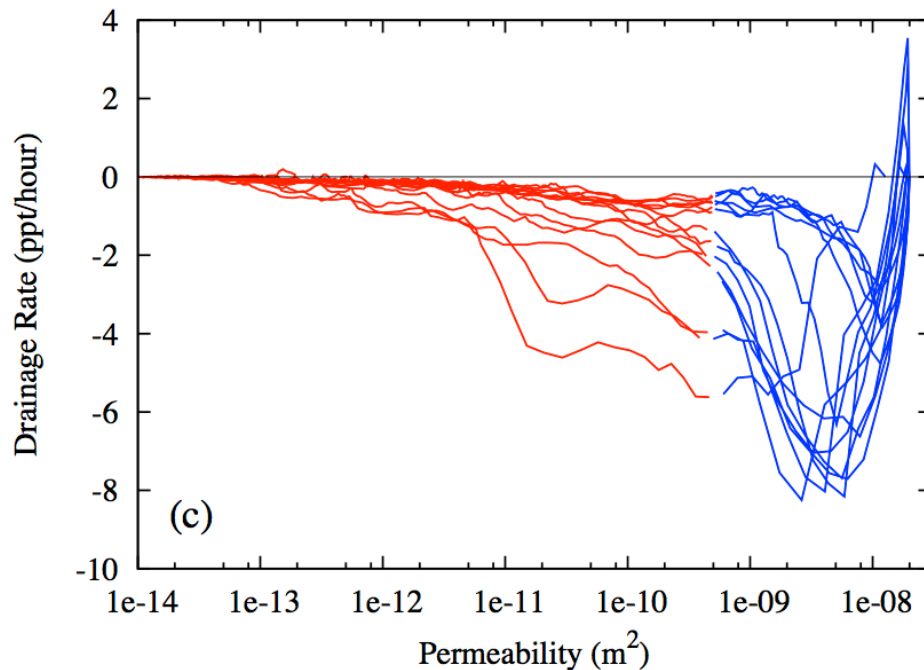 4
2
0
-2
-4
-6
-8
-10
Drainage Rate (ppt/hour)
(c)
1e-14 1e-13 1e-12 1e-11 1e-10 1e-09 1e-08
Permeability (m²)